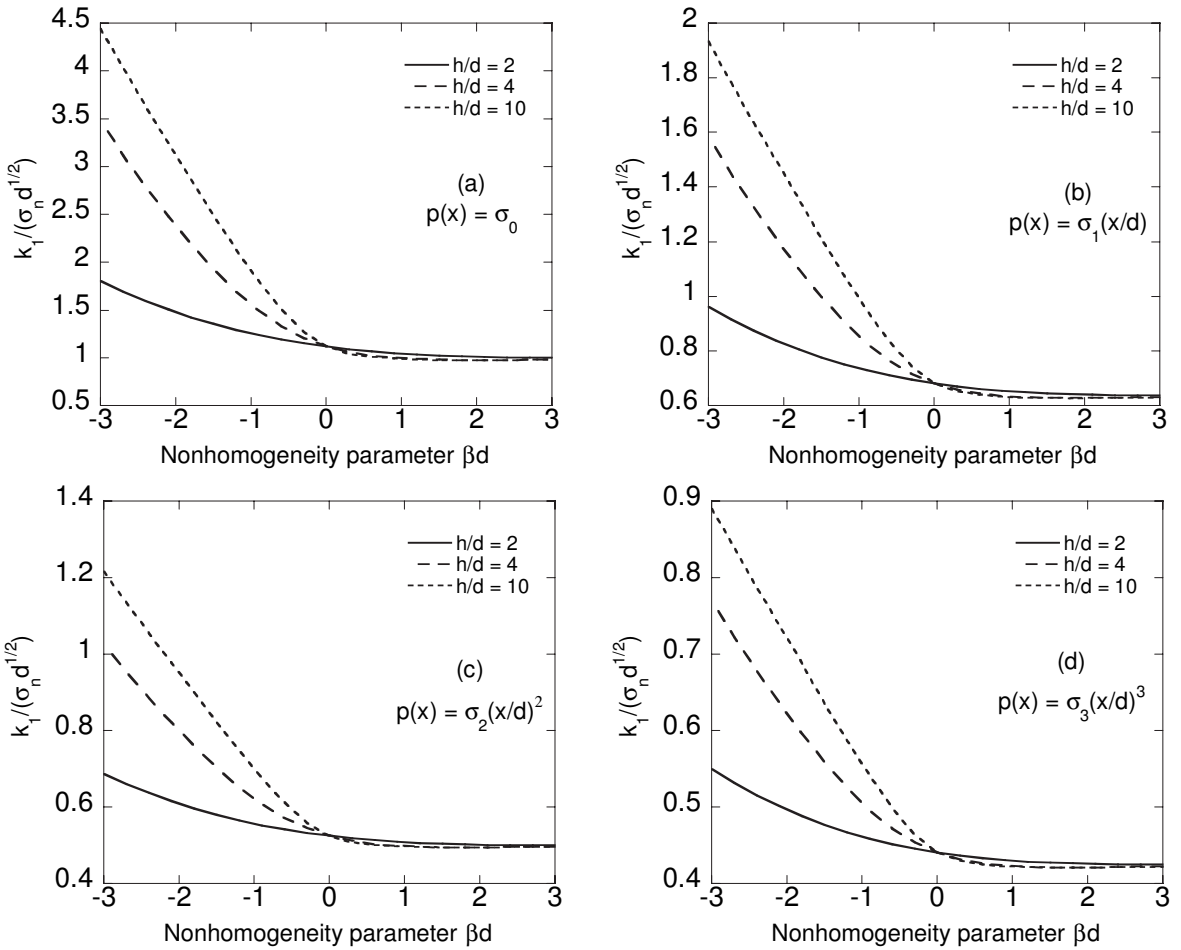 4.5
4
3.5
3
2.5
2
1.5
1
0.5
k₁/(σₙ d^1/2)
h/d = 2
h/d = 4
h/d = 10
(a)
p(x) = σ₀
-3 -2 -1 0 1 2 3
Nonhomogeneity parameter βd
2
1.8
1.6
1.4
1.2
1
0.8
0.6
k₁/(σₙ d^1/2)
h/d = 2
h/d = 4
h/d = 10
(b)
p(x) = σ₁(x/d)
-3 -2 -1 0 1 2 3
Nonhomogeneity parameter βd
1.4
1.2
1
0.8
0.6
0.4
k₁/(σₙ d^1/2)
h/d = 2
h/d = 4
h/d = 10
(c)
p(x) = σ₂(x/d)²
-3 -2 -1 0 1 2 3
Nonhomogeneity parameter βd
0.9
0.8
0.7
0.6
0.5
0.4
k₁/(σₙ d^1/2)
h/d = 2
h/d = 4
h/d = 10
(d)
p(x) = σ₃(x/d)³
-3 -2 -1 0 1 2 3
Nonhomogeneity parameter βd